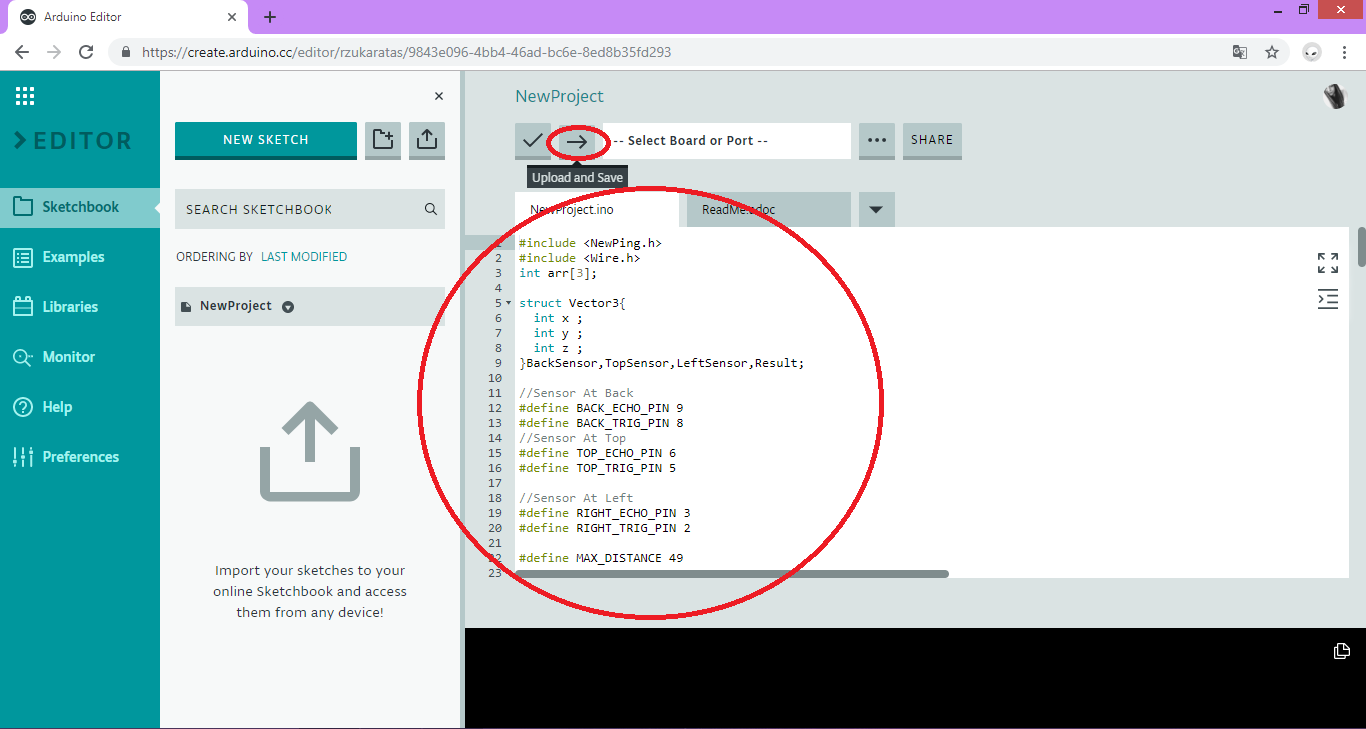 Arduino Editor
https://create.arduino.cc/editor/rzukaratas/9843e096-4bb4-46ad-bc6e-8ed8b35fd293
EDITOR
Sketchbook
Examples
Libraries
Monitor
Help
Preferences
NEW SKETCH
SEARCH SKETCHBOOK
ORDERING BY LAST MODIFIED
NewProject
Import your sketches to your
online Sketchbook and access
them from any device!
NewProject
-- Select Board or Port --
SHARE
Upload and Save
NewProject.ino
ReadMe.adoc
1 #include <NewPing.h>
2 #include <Wire.h>
3 int arr[3];
4
5 struct Vector3{
6 int x ;
7 int y ;
8 int z ;
9 }BackSensor,TopSensor,LeftSensor,Result;
10
11 //Sensor At Back
12 #define BACK_ECHO_PIN 9
13 #define BACK_TRIG_PIN 8
14 //Sensor At Top
15 #define TOP_ECHO_PIN 6
16 #define TOP_TRIG_PIN 5
17
18 //Sensor At Left
19 #define RIGHT_ECHO_PIN 3
20 #define RIGHT_TRIG_PIN 2
21
22 #define MAX_DISTANCE 49
23